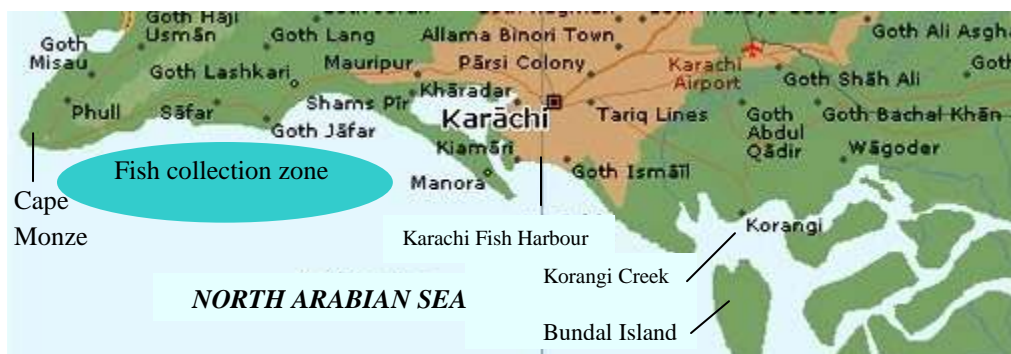 Goth Hāji
Usmān
Goth
Misau
Goth Lang
Allama Binori Town
Goth Ali Asgha
Goth Lashkari
Mauripur
Pārsi Colony
Karachi
Airport
Goth Shāh Ali
Goth
Phull
Sāfar
Shams Pīr
Khāradar
Karāchi
Tariq Lines
Goth
Abdul
Qādir
Goth Bachal Khān
Goth Jāfar
Kiamāri
Wāgoder
Fish collection zone
Manora
Goth Ismāīl
Cape
Monze
Karachi Fish Harbour
Korangi
Korangi Creek
NORTH ARABIAN SEA
Bundal Island